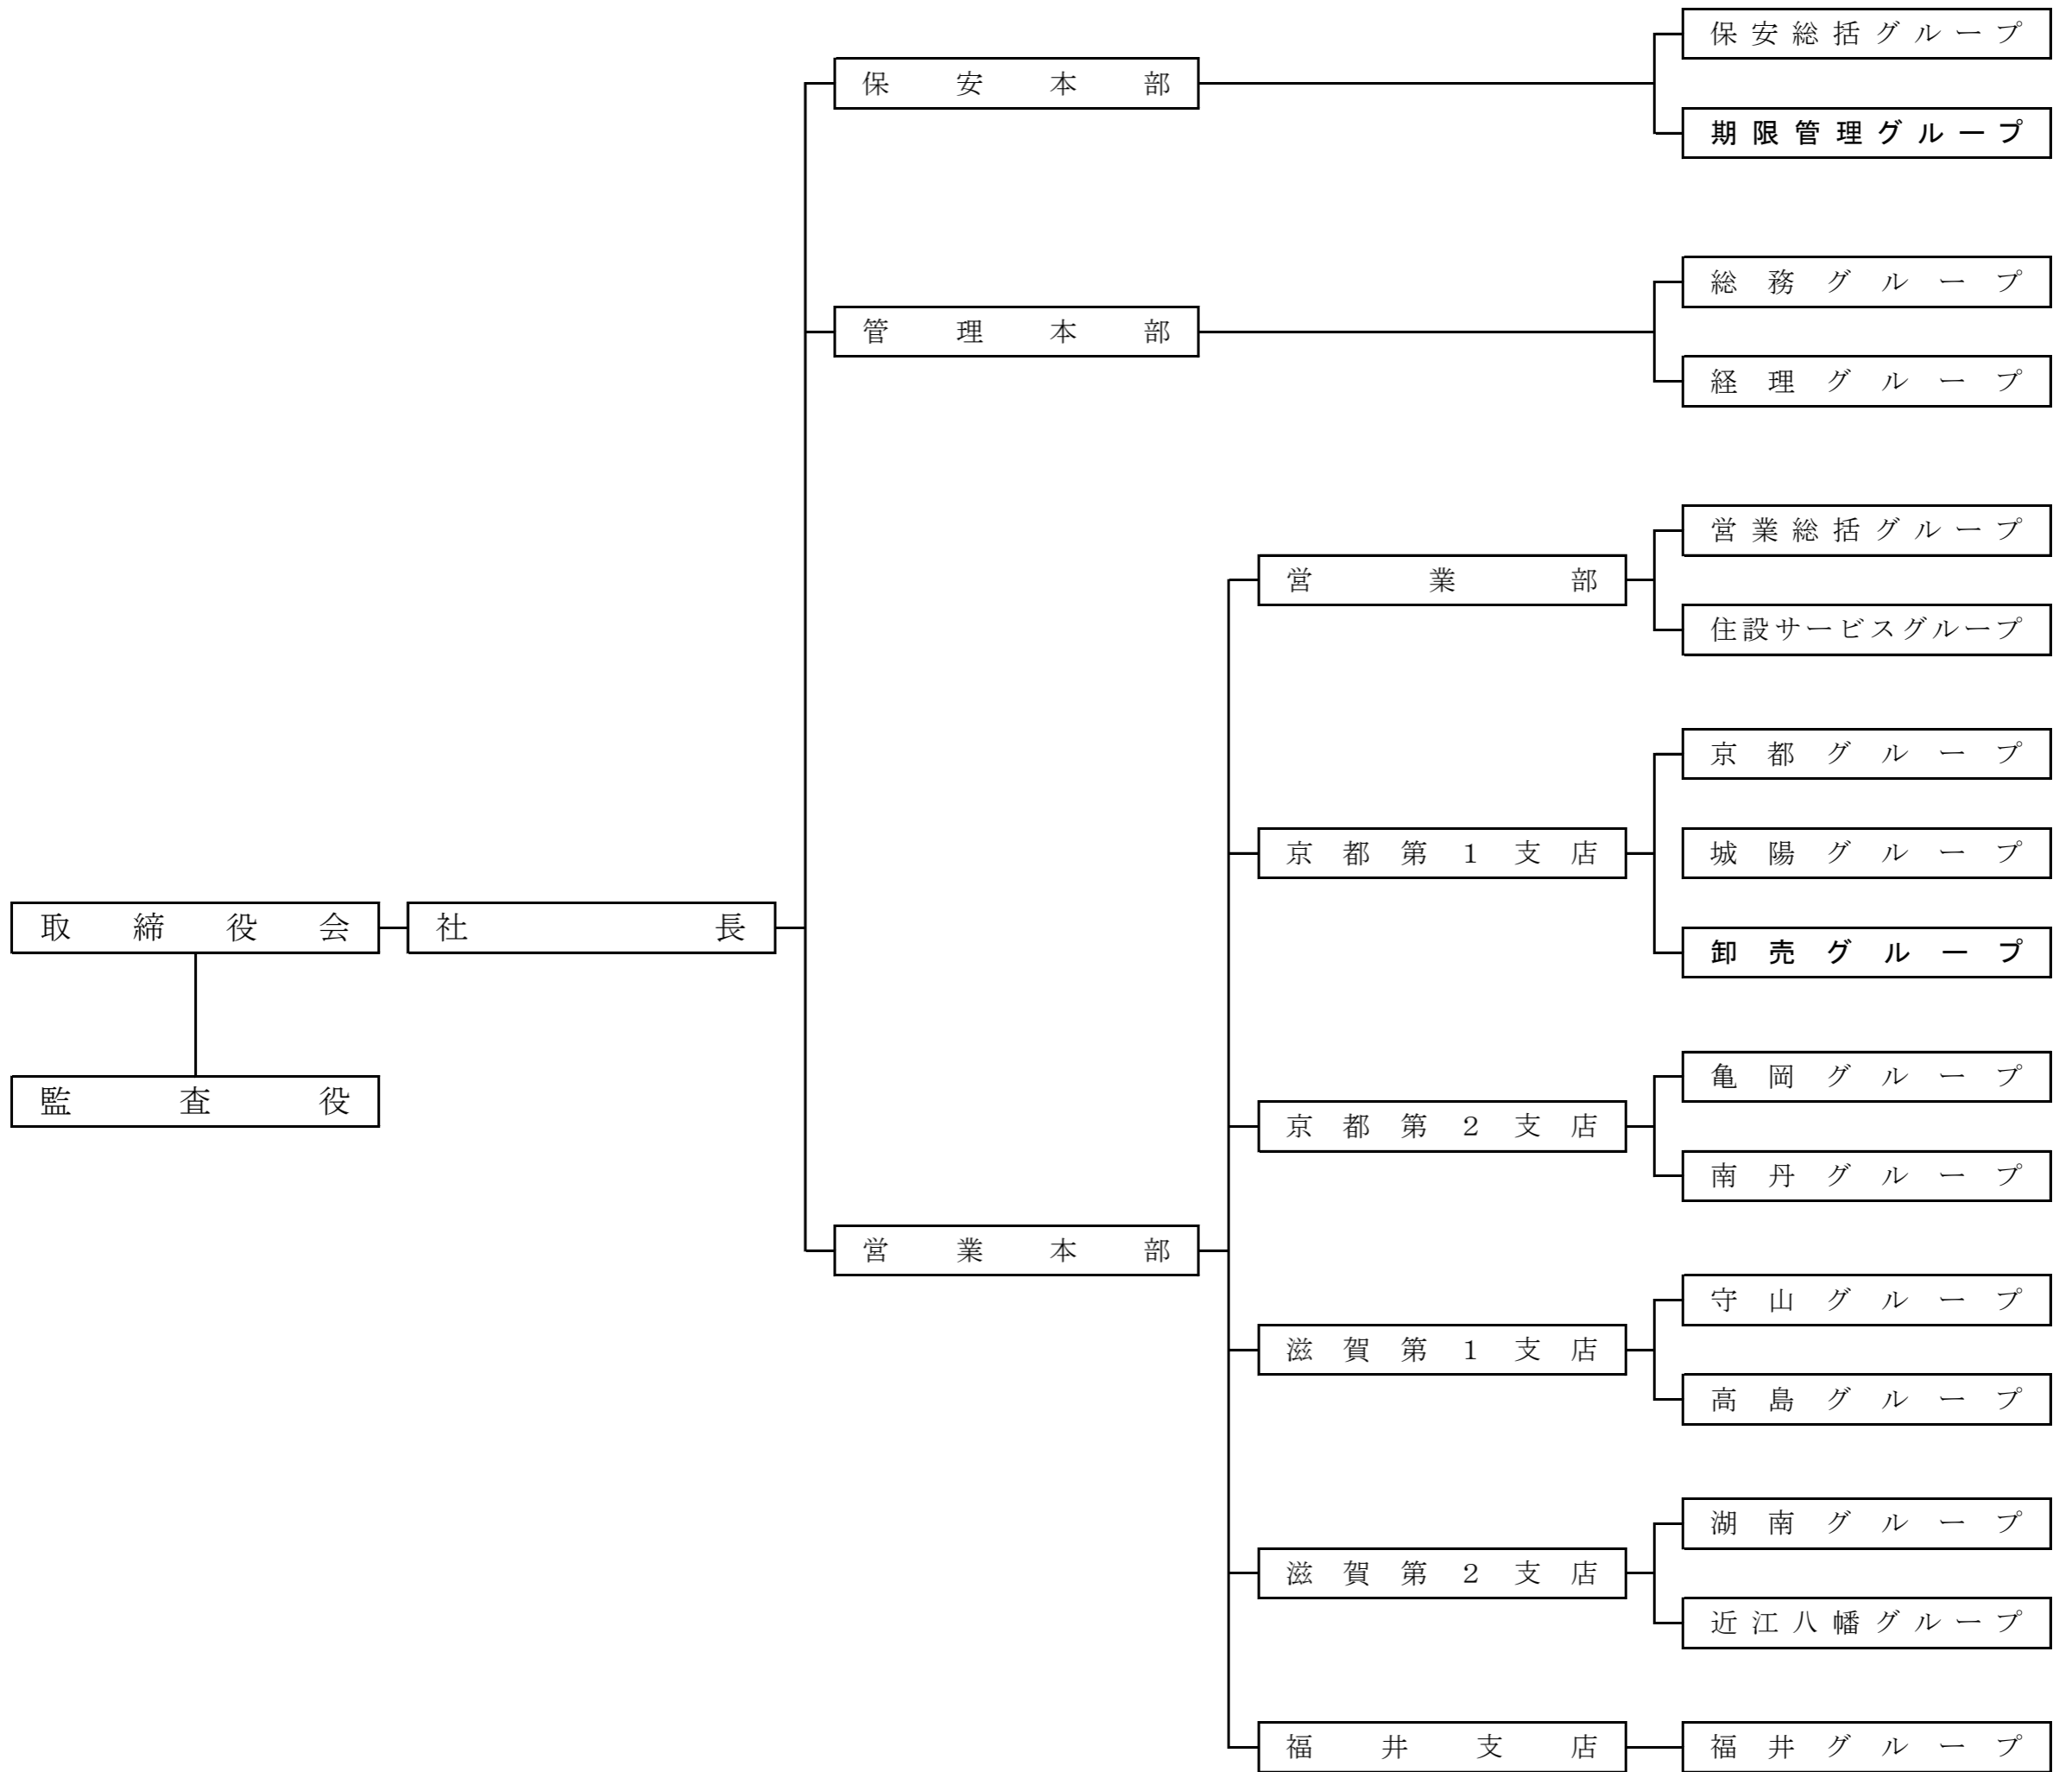 保安総括グループ
保安本部
期限管理グループ
総務グループ
管理本部
経理グループ
営業総括グループ
営業部
住設サービスグループ
京都グループ
京都第1支店
城陽グループ
取締役会
社長
卸売グループ
亀岡グループ
監査役
京都第2支店
南丹グループ
営業本部
守山グループ
滋賀第1支店
高島グループ
湖南グループ
滋賀第2支店
近江八幡グループ
福井支店
福井グループ